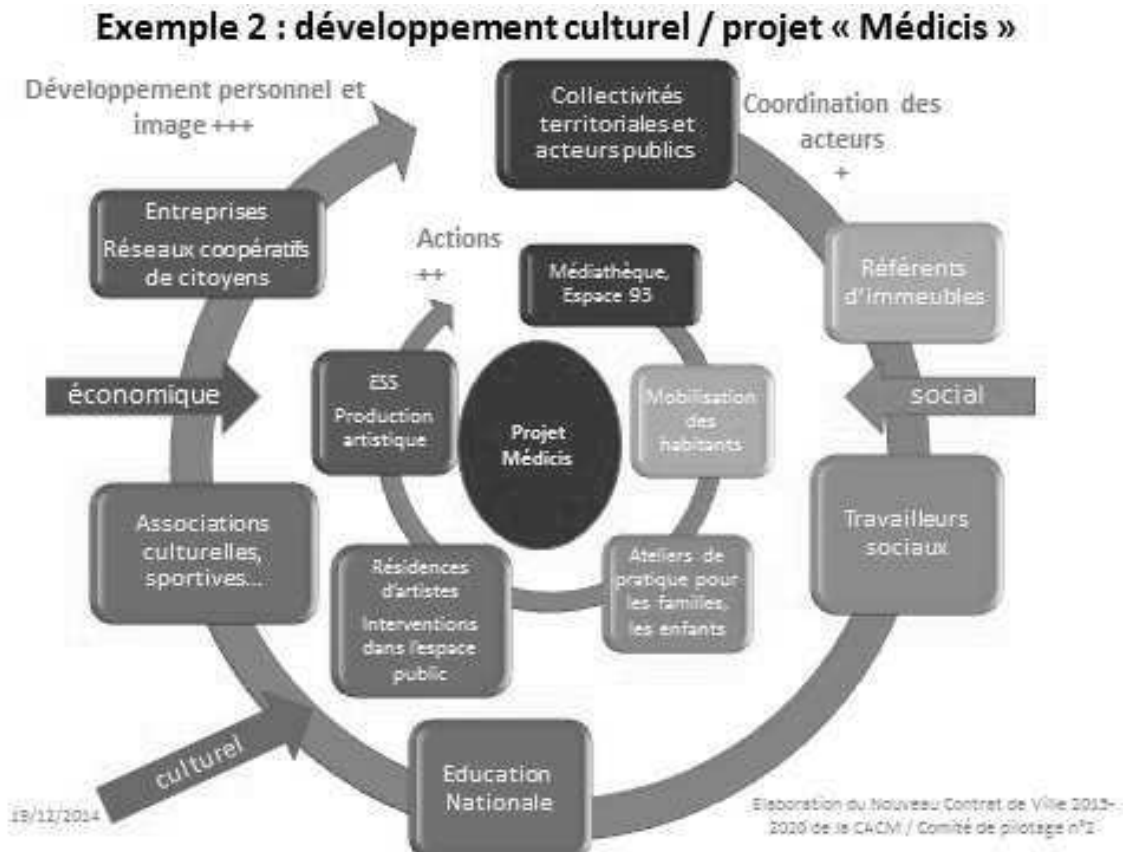 Exemple 2 : développement culturel / projet « Médicis »
Développement personnel et
image +++
Collectivités
territoriales et
acteurs publics
Coordination des
acteurs
+
Entreprises
Réseaux coopératifs
de citoyens
Actions
++
Médiathèque,
Espace 93
Référents
d'immeubles
économique
ESS
Production
artistique
Projet
Médicis
Mobilisation
des
habitants
social
Associations
culturelles,
sportives...
Résidences
d'artistes
Interventions
dans l'espace
public
Ateliers de
pratique pour
les familles,
les enfants
Travailleurs
sociaux
culturel
Education
Nationale
19/12/2014
Elaboration du Nouveau Contrat de Ville 2015-
2020 de la CACM / Comité de pilotage n°2